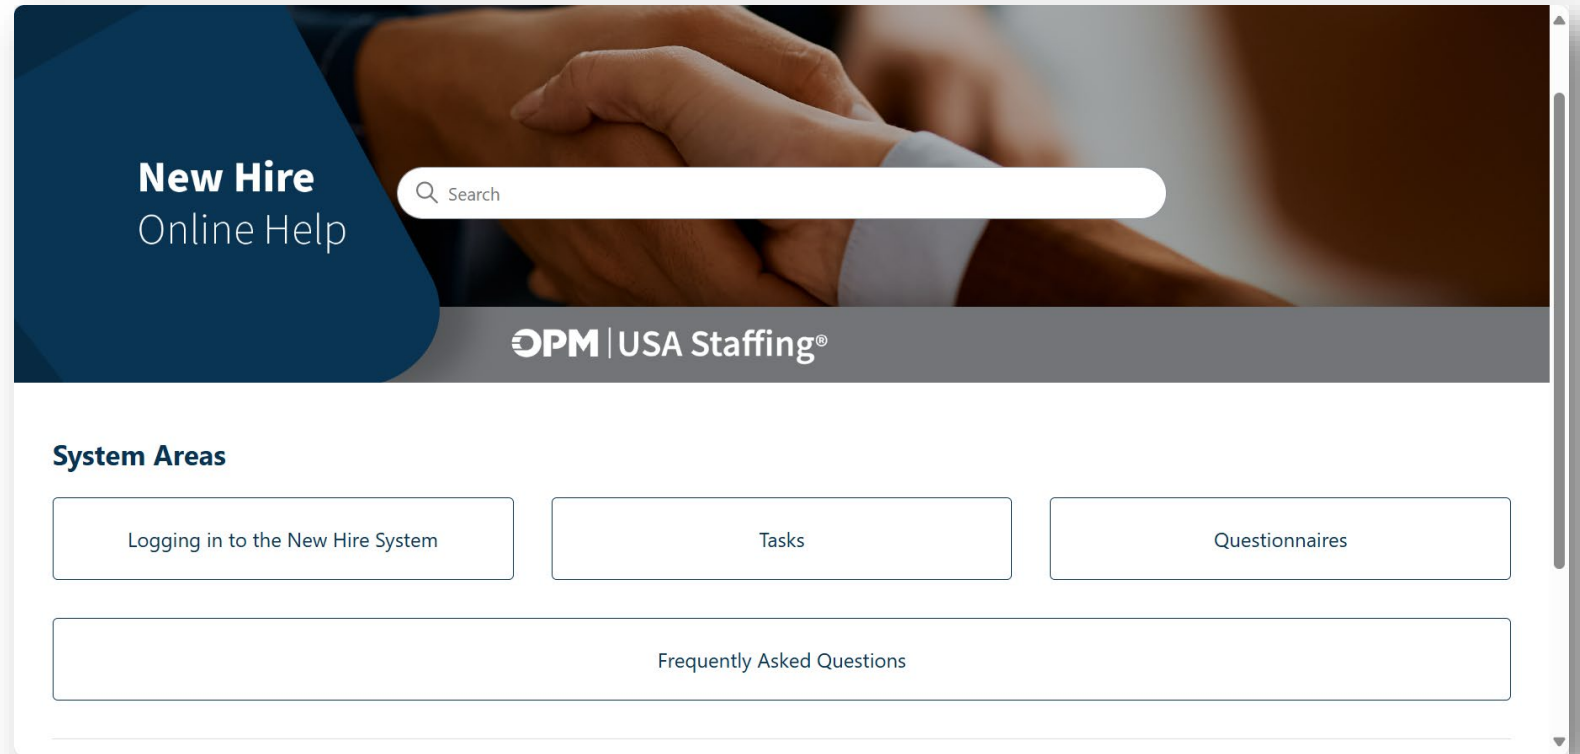 New Hire
Online Help
Search
OPM | USA Staffing®
System Areas
Logging in to the New Hire System
Tasks
Questionnaires
Frequently Asked Questions